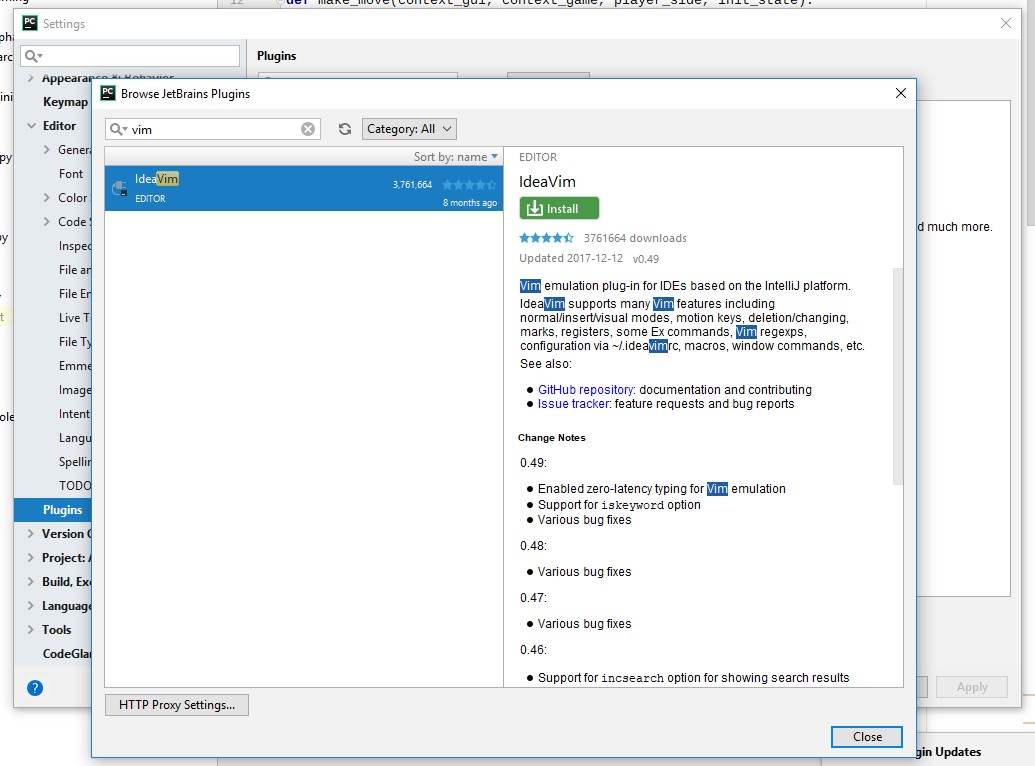 12 def make_move(context_gui, context_game, player_side, init_state):
Settings
Plugins
Appearance & Behavior
Keymap
Editor
Font
Color
Code S
Inspec
File an
File En
Live T
File Ty
Emme
Image
Intent
Langu
Spellin
TODO
Plugins
Version C
Project: A
Build, Exe
Language
Tools
CodeGlan
Browse JetBrains Plugins
vim
Category: All
Sort by: name
IdeaVim
3,761,664
EDITOR
8 months ago
EDITOR
IdeaVim
Install
3761664 downloads
Updated 2017-12-12 v0.49
Vim emulation plug-in for IDEs based on the IntelliJ platform.
IdeaVim supports many Vim features including
normal/insert/visual modes, motion keys, deletion/changing,
marks, registers, some Ex commands, Vim regexps,
configuration via ~/.ideavimrc, macros, window commands, etc.
See also:
● GitHub repository: documentation and contributing
● Issue tracker: feature requests and bug reports
Change Notes
0.49:
● Enabled zero-latency typing for Vim emulation
● Support for iskeyword option
● Various bug fixes
0.48:
● Various bug fixes
0.47:
● Various bug fixes
0.46:
● Support for incsearch option for showing search results
HTTP Proxy Settings...
Close
d much more.
Apply
gin Updates